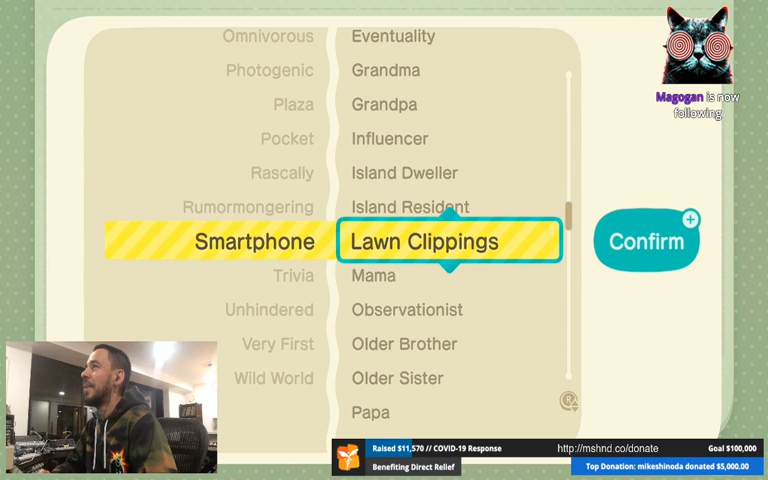 Omnivorous
Photogenic
Plaza
Pocket
Rascally
Rumormongering
Smartphone
Trivia
Unhindered
Very First
Wild World
Eventuality
Grandma
Grandpa
Influencer
Island Dweller
Island Resident
Lawn Clippings
Mama
Observationist
Older Brother
Older Sister
Papa
Confirm
+
R
Magogan is now
following
Raised $11,570 // COVID-19 Response
http://mshnd.co/donate
Goal $100,000
Benefiting Direct Relief
Top Donation: mikeshinoda donated $5,000.00